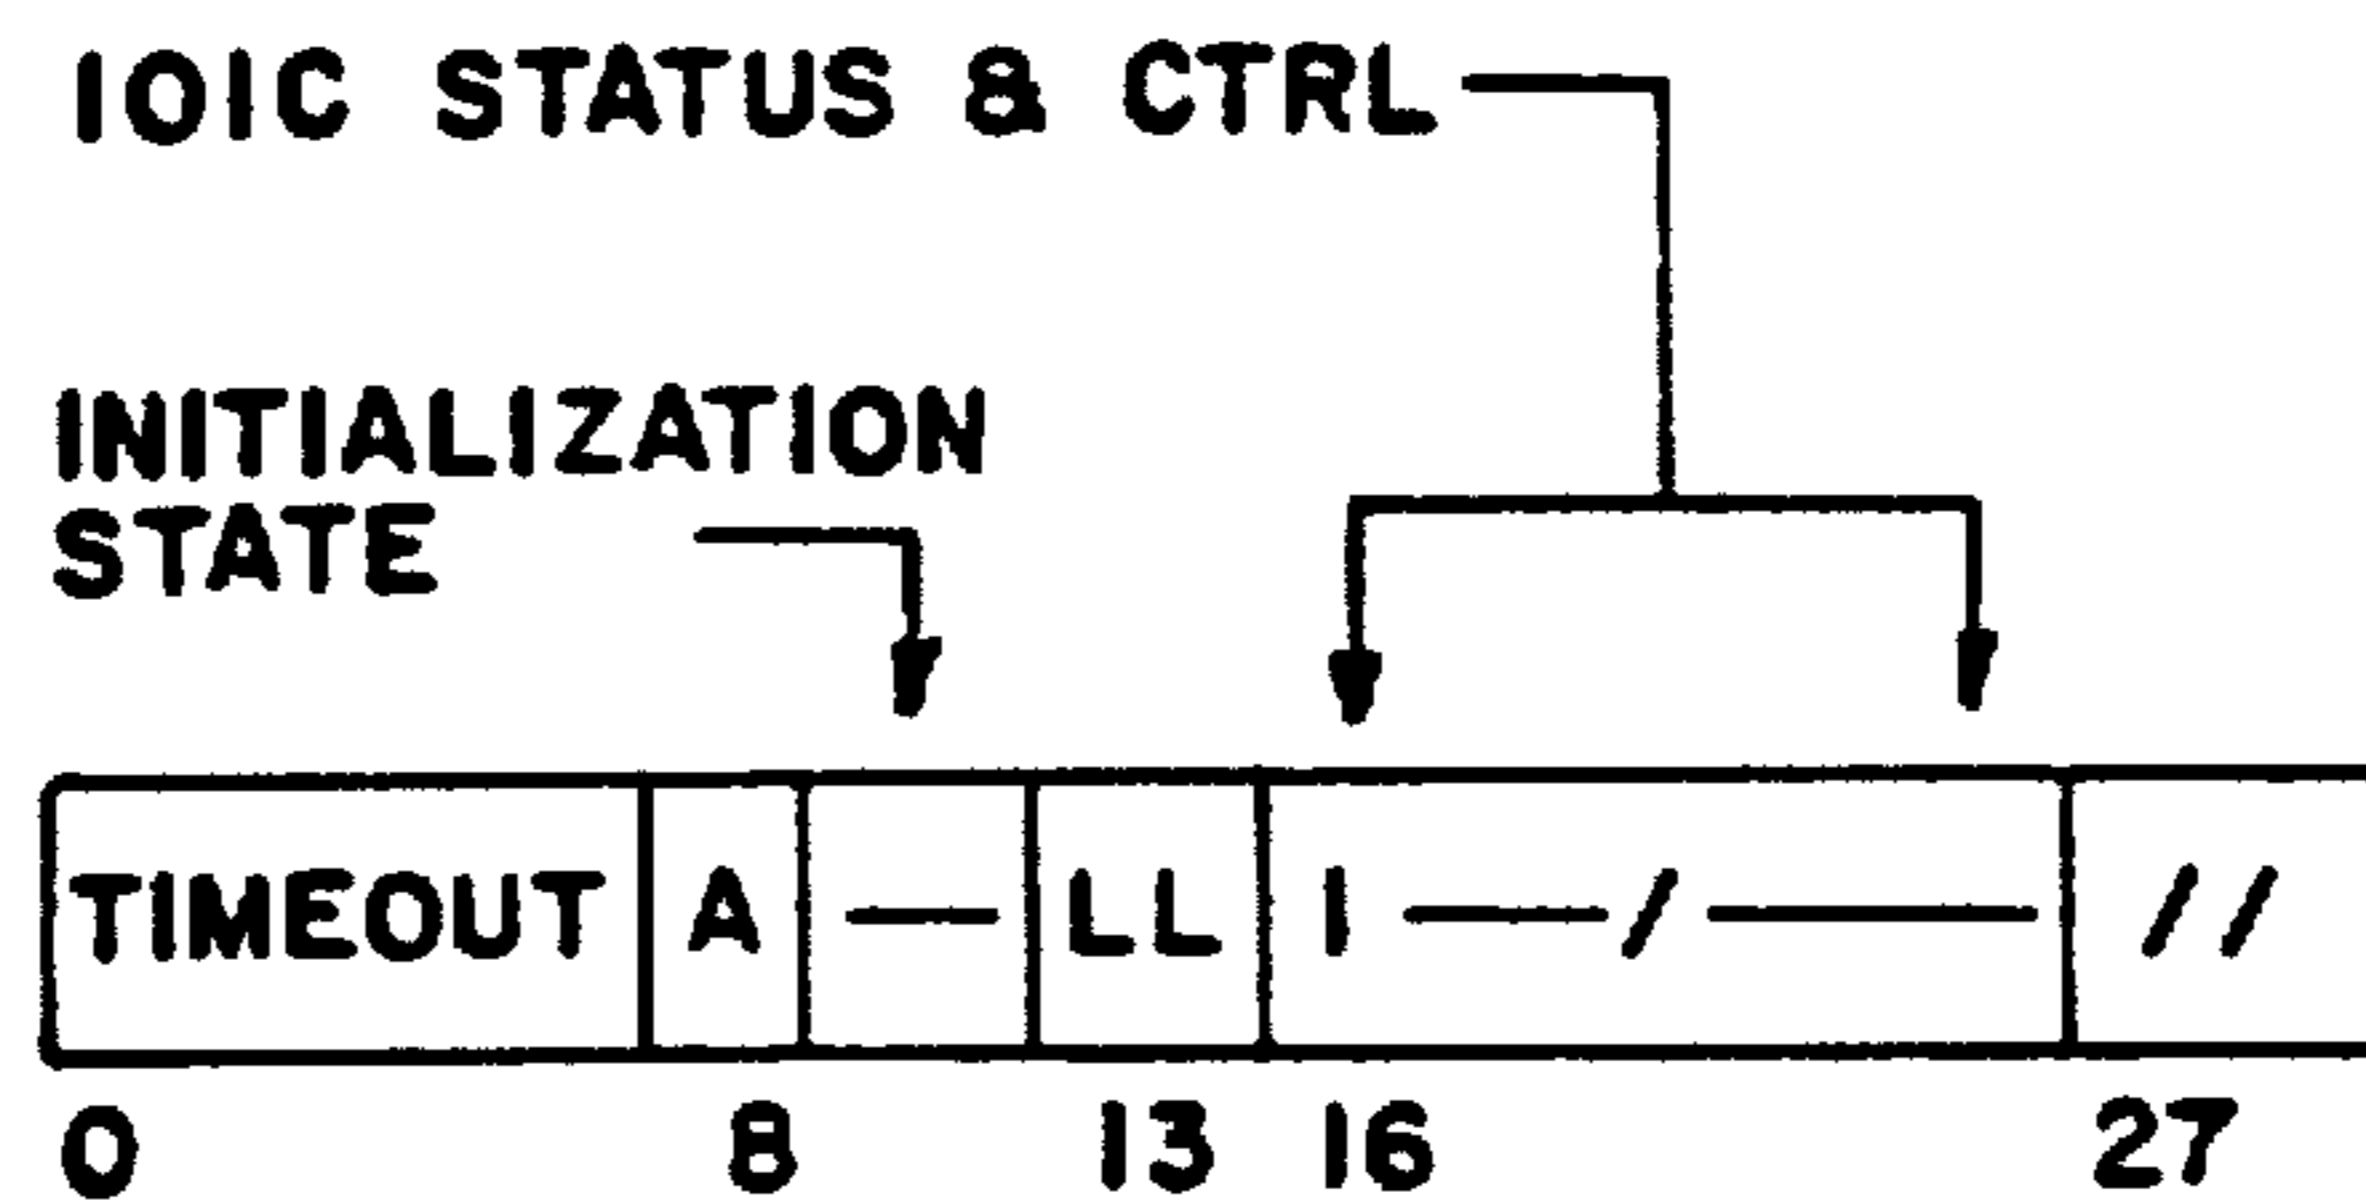 IOIC STATUS & CTRL
INITIALIZATION
STATE
TIMEOUT A — LL I —/— //
0 8 13 16 27